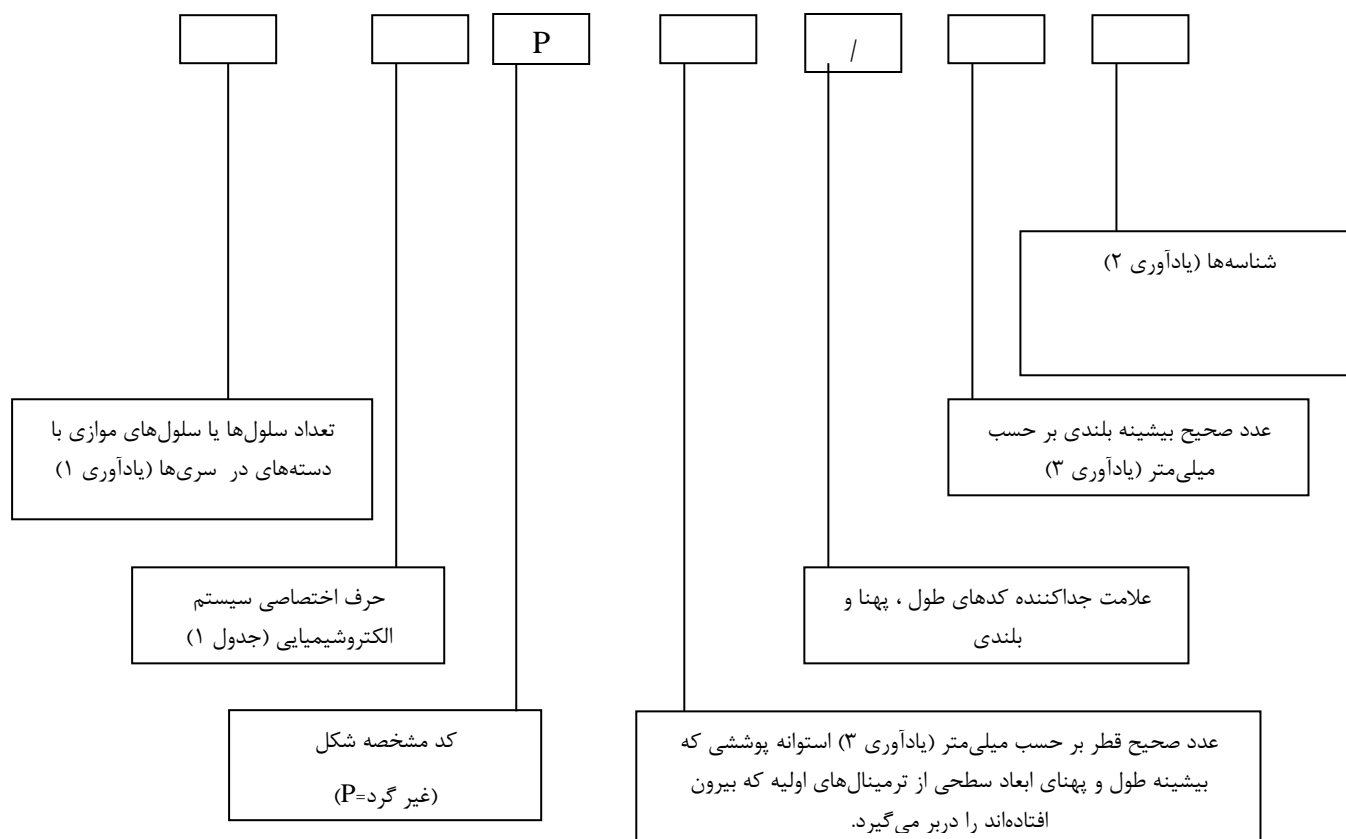 P
/
شناسه‌ها (یادآوری ۲)
تعداد سلول‌ها یا سلول‌های موازی با
دسته‌های در سری‌ها (یادآوری ۱)
عدد صحیح بیشینه بلندی بر حسب
میلی‌متر (یادآوری ۳)
حرف اختصاصی سیستم
الکتروشیمیایی (جدول ۱)
علامت جداکننده کدهای طول ، پهنا و
بلندی
کد مشخصه شکل
(غیر گرد=P)
عدد صحیح قطر بر حسب میلی‌متر (یادآوری ۳) استوانه پوششی که
بیشینه طول و پهنای ابعاد سطحی از ترمینال‌های اولیه که بیرون
افتاده‌اند را دربر می‌گیرد.